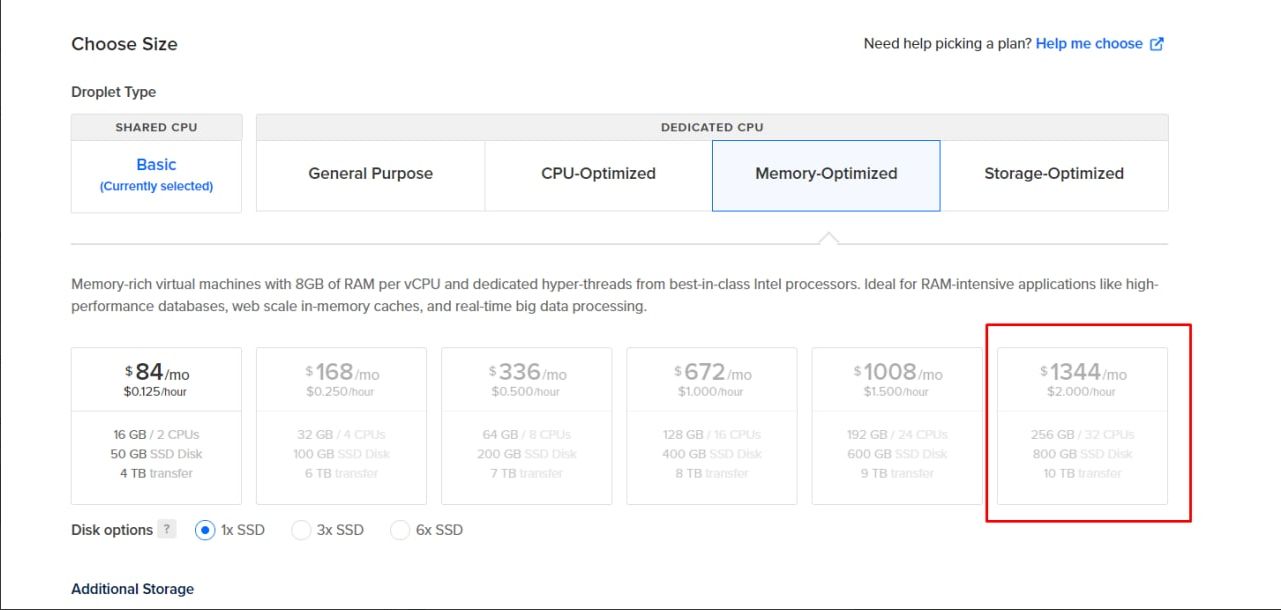 Choose Size
Need help picking a plan? Help me choose
Droplet Type
SHARED CPU
Basic
(Currently selected)
DEDICATED CPU
General Purpose
CPU-Optimized
Memory-Optimized
Storage-Optimized
Memory-rich virtual machines with 8GB of RAM per vCPU and dedicated hyper-threads from best-in-class Intel processors. Ideal for RAM-intensive applications like high-
performance databases, web scale in-memory caches, and real-time big data processing.
$84/mo
$0.125/hour
16 GB / 2 CPUs
50 GB SSD Disk
4 TB transfer
$168/mo
$0.250/hour
32 GB / 4 CPUs
100 GB SSD Disk
6 TB transfer
$336/mo
$0.500/hour
64 GB / 8 CPUs
200 GB SSD Disk
7 TB transfer
$672/mo
$1.000/hour
128 GB / 16 CPUs
400 GB SSD Disk
8 TB transfer
$1008/mo
$1.500/hour
192 GB / 24 CPUs
600 GB SSD Disk
9 TB transfer
$1344/mo
$2.000/hour
256 GB / 32 CPUs
800 GB SSD Disk
10 TB transfer
Disk options ? 1x SSD 3x SSD 6x SSD
Additional Storage